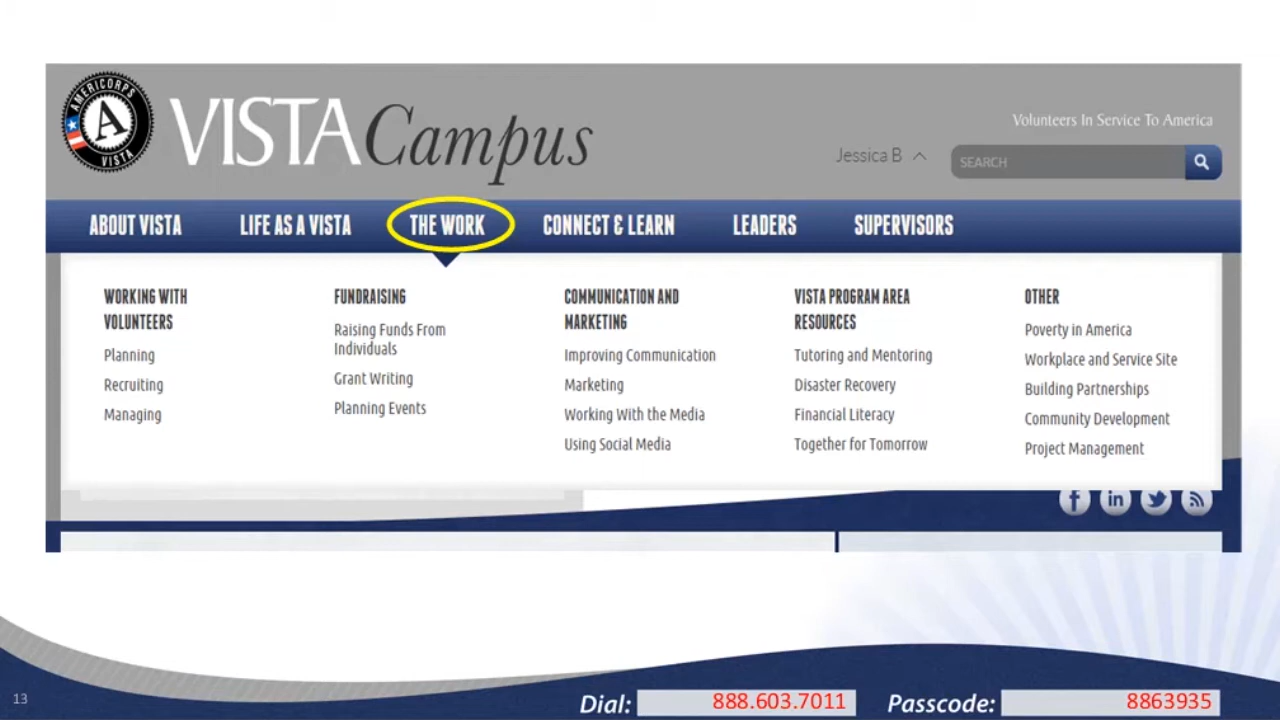 AMERICORPS
A
VISTA
VISTA Campus
Volunteers In Service To America
Jessica B
SEARCH
ABOUT VISTA LIFE AS A VISTA THE WORK CONNECT & LEARN LEADERS SUPERVISORS
WORKING WITH
VOLUNTEERS
Planning
Recruiting
Managing
FUNDRAISING
Raising Funds From
Individuals
Grant Writing
Planning Events
COMMUNICATION AND
MARKETING
Improving Communication
Marketing
Working With the Media
Using Social Media
VISTA PROGRAM AREA
RESOURCES
Tutoring and Mentoring
Disaster Recovery
Financial Literacy
Together for Tomorrow
OTHER
Poverty in America
Workplace and Service Site
Building Partnerships
Community Development
Project Management
f in
13
Dial: 888.603.7011 Passcode: 8863935